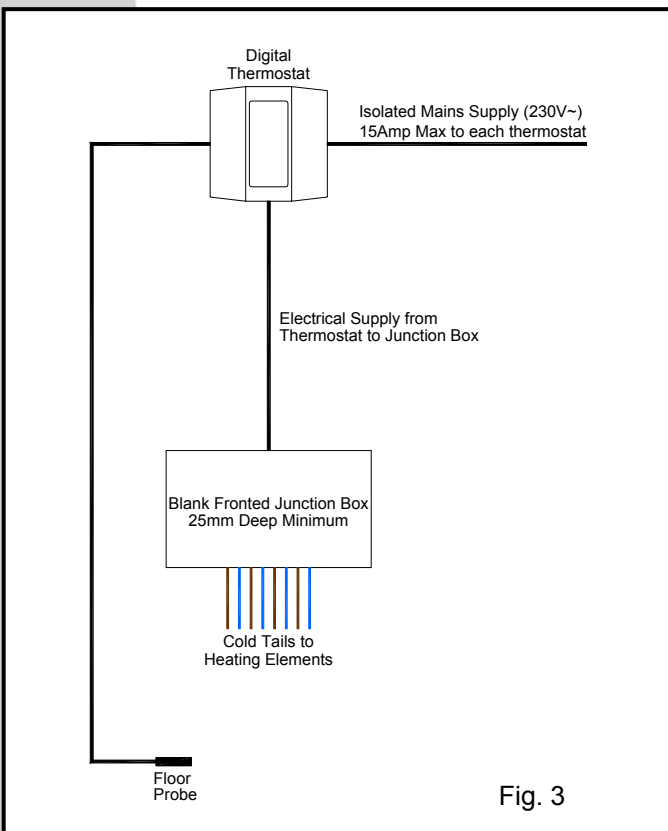 Digital
Thermostat
Isolated Mains Supply (230V~)
15Amp Max to each thermostat
Electrical Supply from
Thermostat to Junction Box
Blank Fronted Junction Box
25mm Deep Minimum
Cold Tails to
Heating Elements
Floor
Probe
Fig. 3